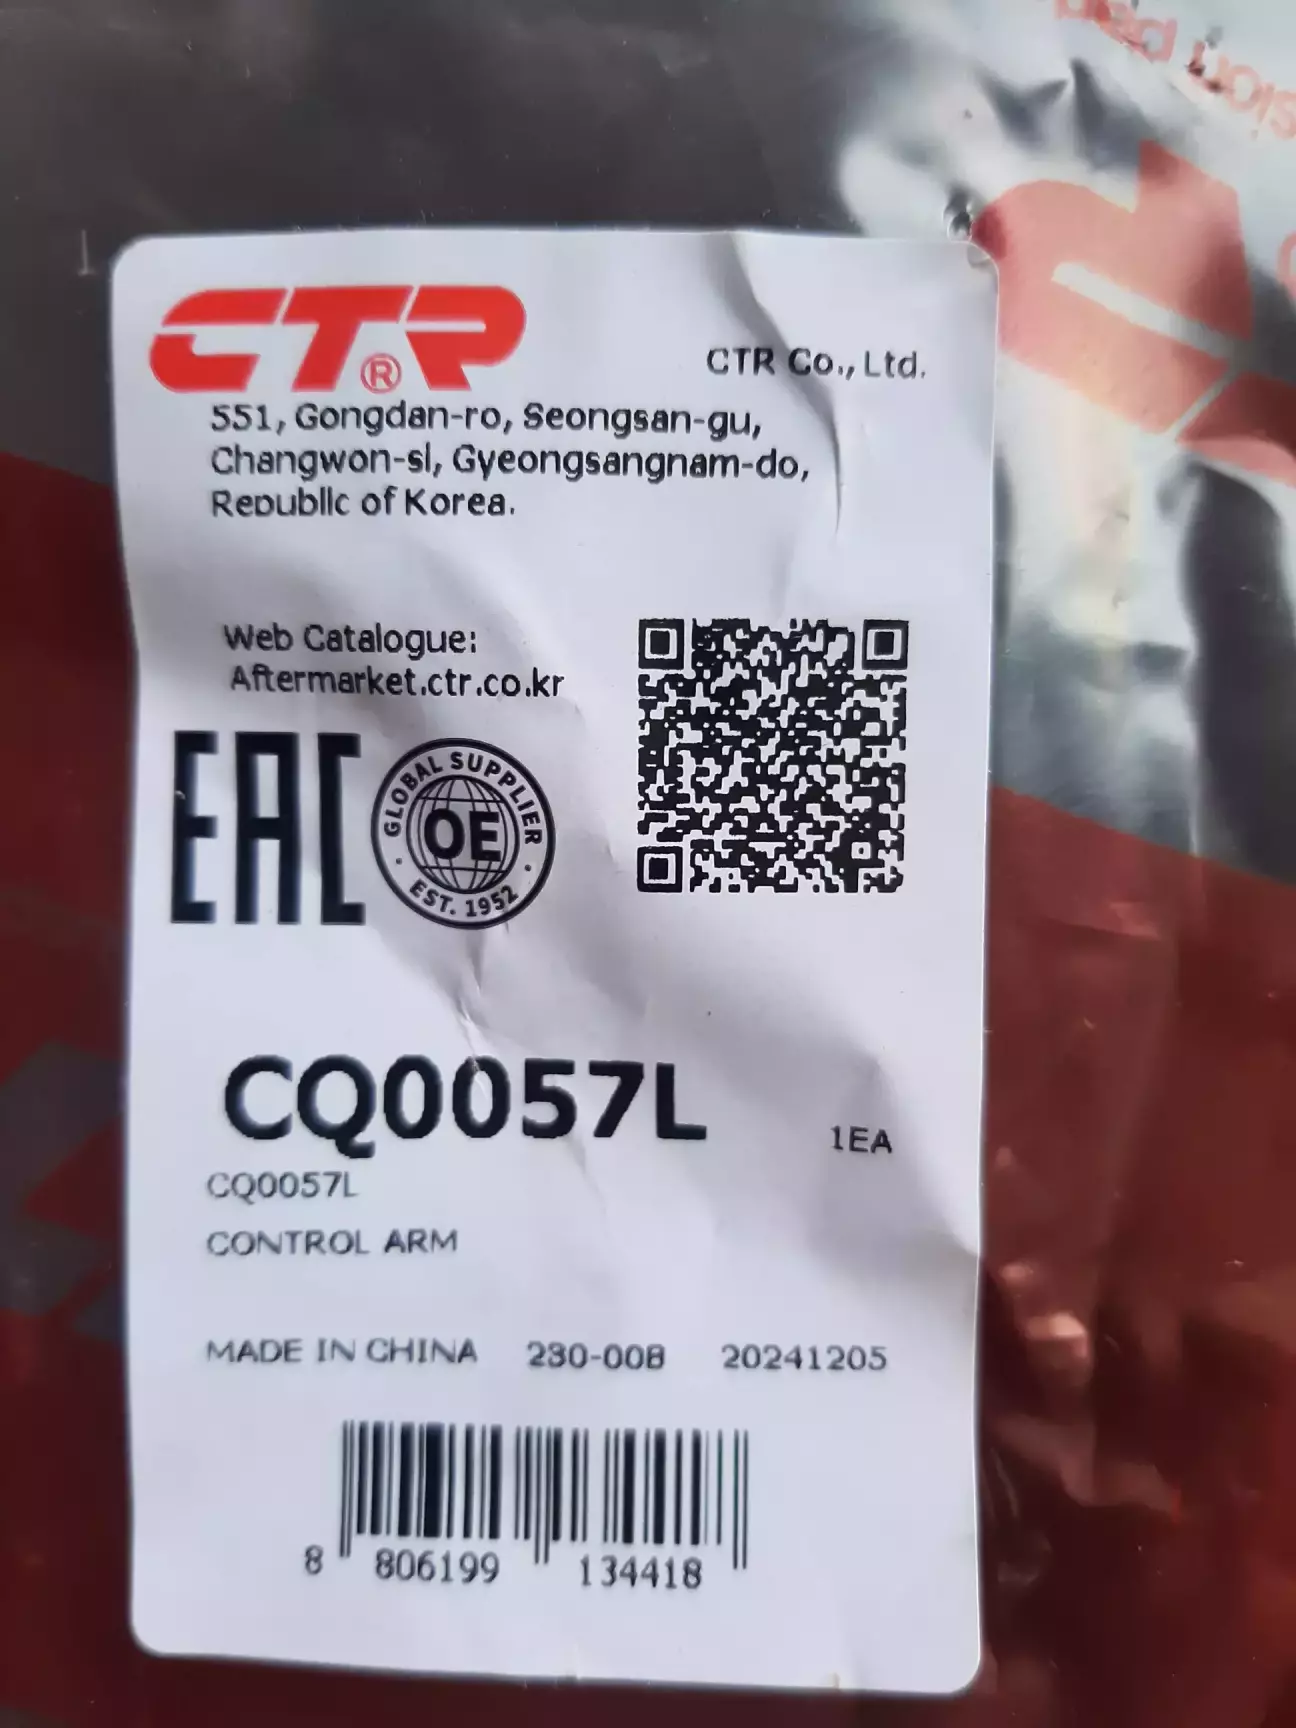 CTR®
CTR Co., Ltd.
551, Gongdan-ro, Seongsan-gu,
Changwon-si, Gyeongsangnam-do,
Republic of Korea.
Web Catalogue:
Aftermarket.ctr.co.kr
EAC
GLOBAL SUPPLIER
OE
EST. 1952
CQ0057L
1EA
CQ0057L
CONTROL ARM
MADE IN CHINA 230-008 20241205
8 806199 134418